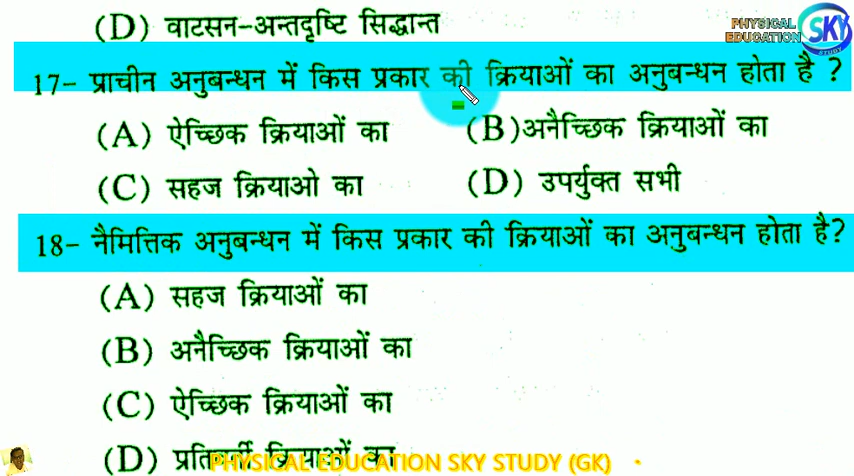 (D) वाटसन-अन्तदृष्टि सिद्धान्त
PHYSICAL
EDUCATION
SKY
STUDY
17- प्राचीन अनुबन्धन में किस प्रकार की क्रियाओं का अनुबन्धन होता है ?
(A) ऐच्छिक क्रियाओं का (B)अनैच्छिक क्रियाओं का
(C) सहज क्रियाओ का (D) उपर्युक्त सभी
18- नैमित्तिक अनुबन्धन में किस प्रकार की क्रियाओं का अनुबन्धन होता है?
(A) सहज क्रियाओं का
(B) अनैच्छिक क्रियाओं का
(C) ऐच्छिक क्रियाओं का
(D) क्रियाओं का
PHYSICAL EDUCATION SKY STUDY (GK)